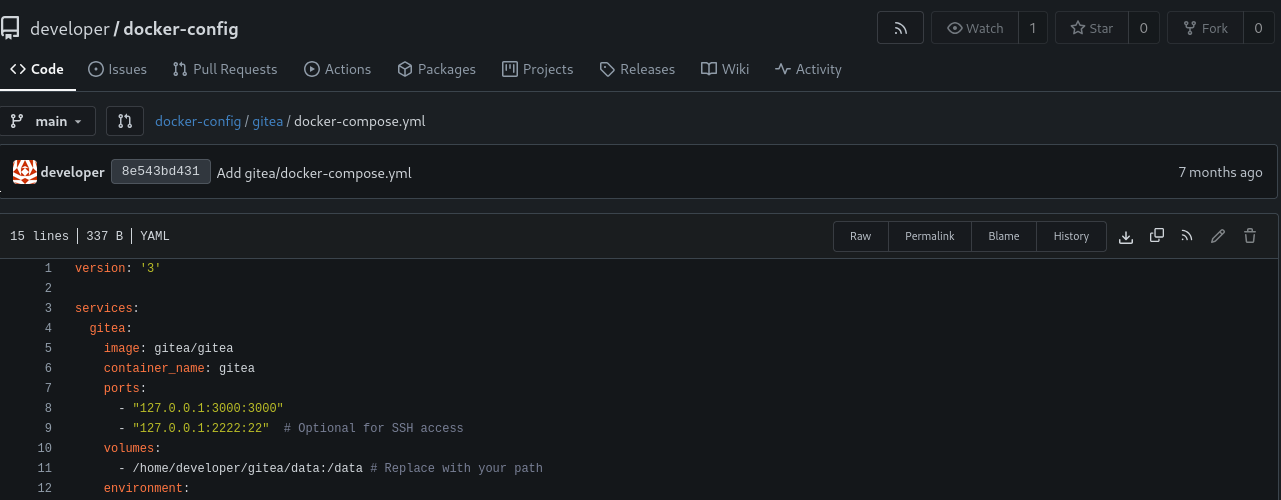 developer / docker-config
Watch 1 Star 0 Fork 0
Code Issues Pull Requests Actions Packages Projects Releases Wiki Activity
main docker-config / gitea / docker-compose.yml
developer 8e543bd431 Add gitea/docker-compose.yml 7 months ago
15 lines | 337 B | YAML Raw Permalink Blame History
1 version: '3'
2
3 services:
4   gitea:
5     image: gitea/gitea
6     container_name: gitea
7     ports:
8       - "127.0.0.1:3000:3000"
9       - "127.0.0.1:2222:22"  # Optional for SSH access
10     volumes:
11       - /home/developer/gitea/data:/data # Replace with your path
12     environment: